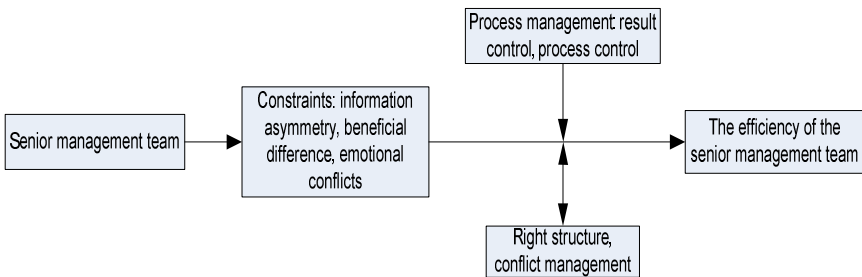 Process management: result
control, process control
Senior management team
Constraints: information
asymmetry, beneficial
difference, emotional
conflicts
The efficiency of the
senior management team
Right structure,
conflict management